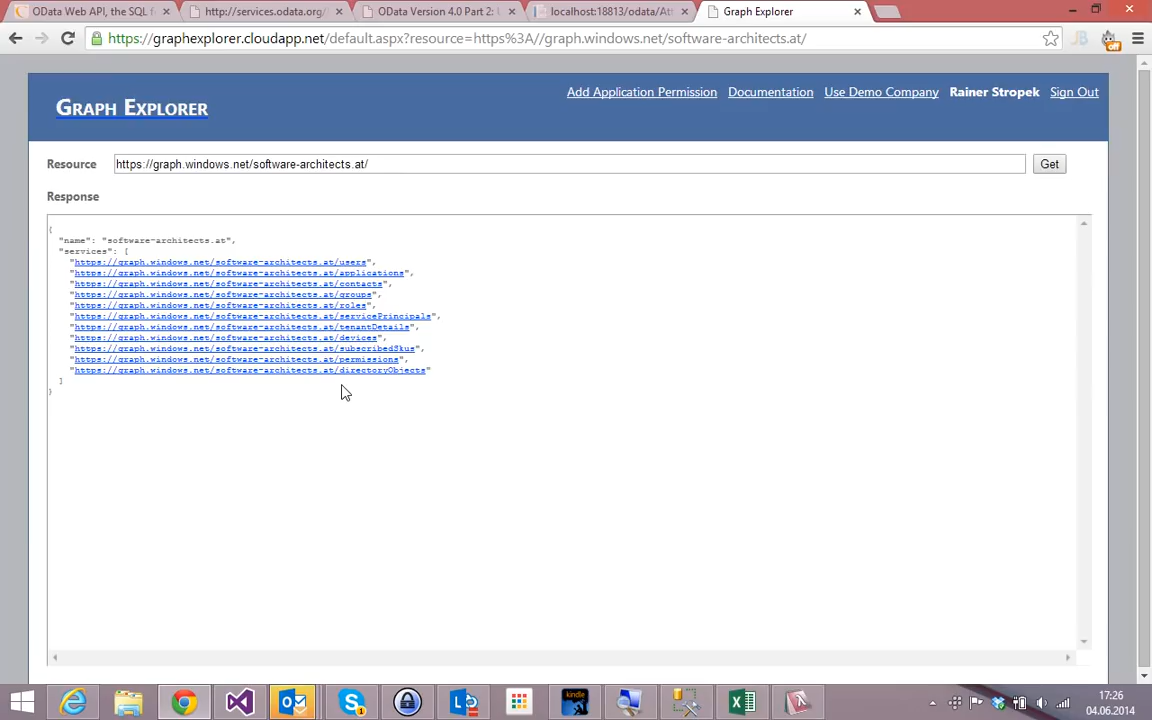 OData Web API, the SQL f
http://services.odata.org/
OData Version 4.0 Part 2: U
localhost:18813/odata/Att
Graph Explorer
https://graphexplorer.cloudapp.net/default.aspx?resource=https%3A//graph.windows.net/software-architects.at/
off
GRAPH EXPLORER
Add Application Permission Documentation Use Demo Company Rainer Stropek Sign Out
Resource https://graph.windows.net/software-architects.at/ Get
Response
{
"name": "software-architects.at",
"services": [
"https://graph.windows.net/software-architects.at/users",
"https://graph.windows.net/software-architects.at/applications",
"https://graph.windows.net/software-architects.at/contacts",
"https://graph.windows.net/software-architects.at/groups",
"https://graph.windows.net/software-architects.at/roles",
"https://graph.windows.net/software-architects.at/servicePrincipals",
"https://graph.windows.net/software-architects.at/tenantDetails",
"https://graph.windows.net/software-architects.at/devices",
"https://graph.windows.net/software-architects.at/subscribedSkus",
"https://graph.windows.net/software-architects.at/permissions",
"https://graph.windows.net/software-architects.at/directoryObjects"
]
}
kindle
17:26
04.06.2014